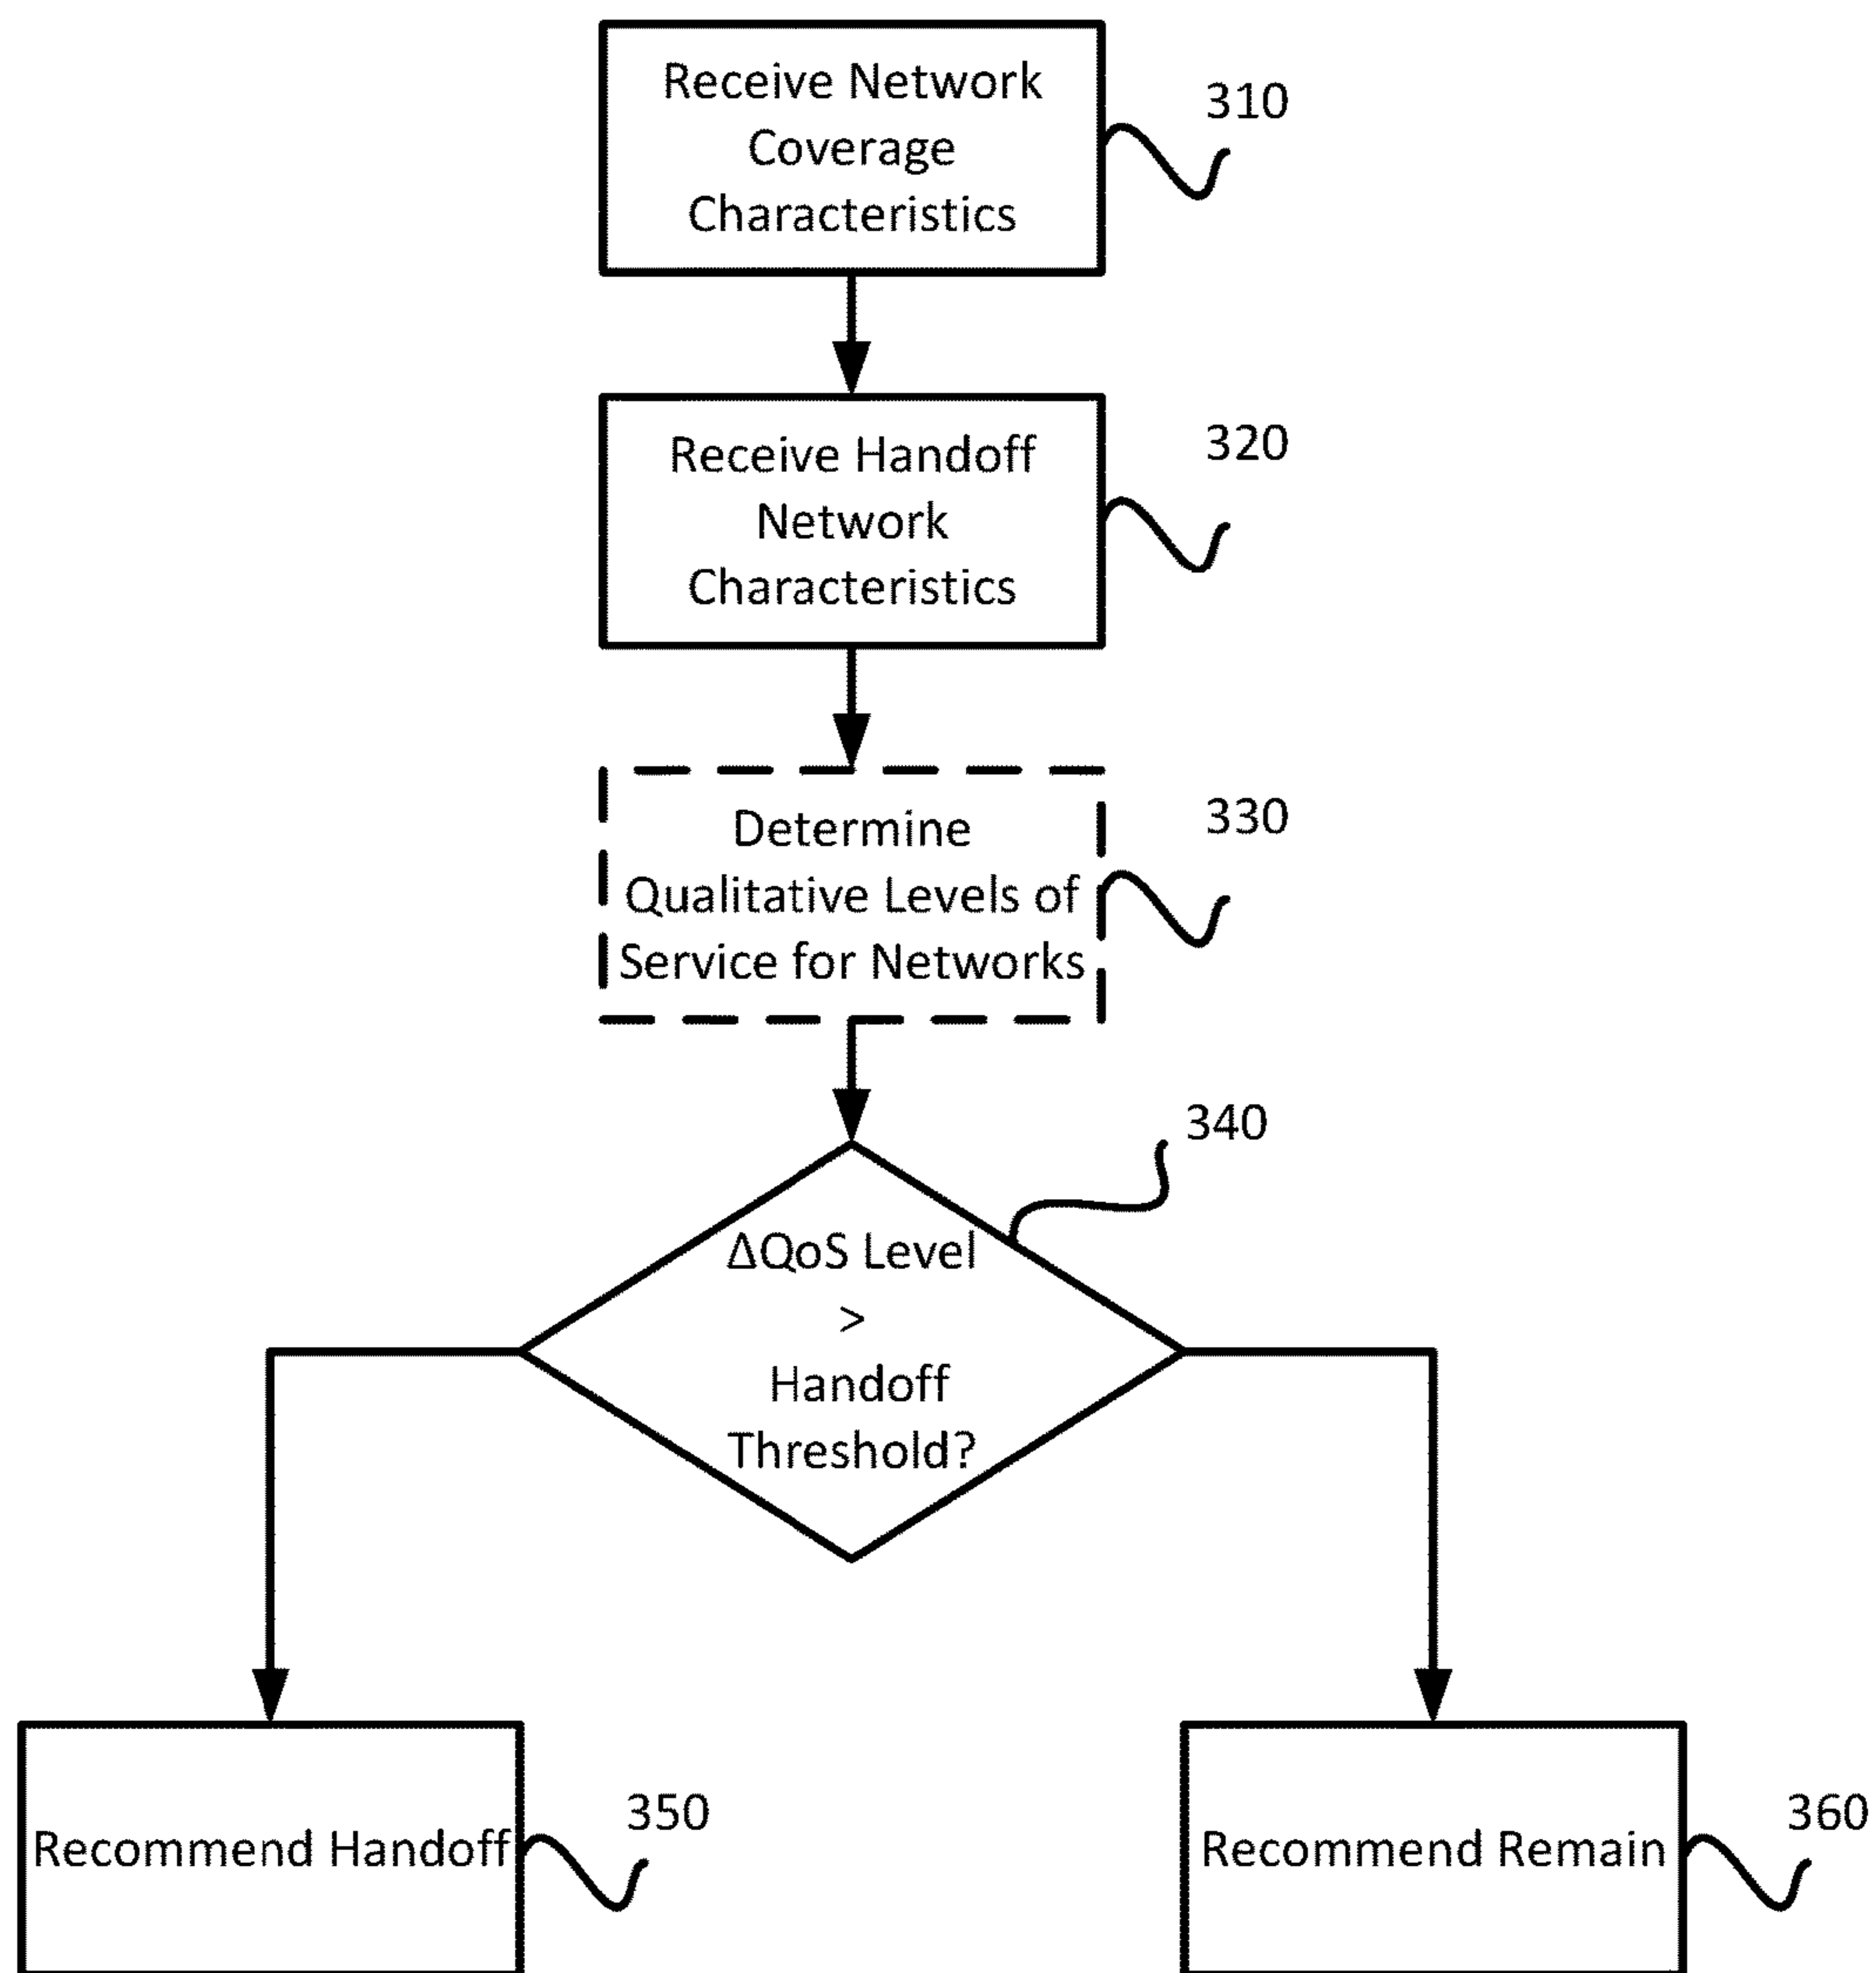 Receive Network
Coverage
Characteristics
310
Receive Handoff
Network
Characteristics
320
Determine
Qualitative Levels of
Service for Networks
330
340
ΔQoS Level
>
Handoff
Threshold?
Recommend Handoff
350
Recommend Remain
360